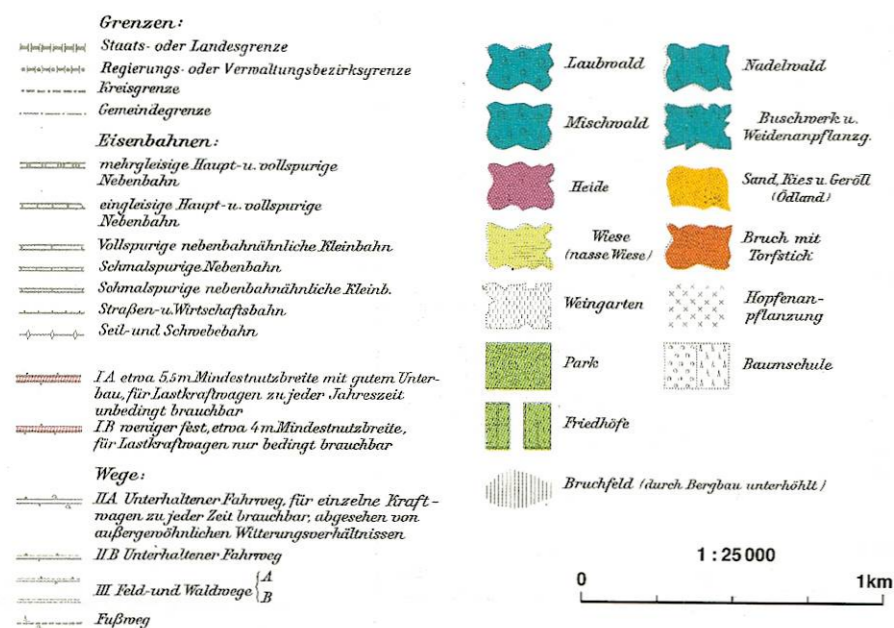 Grenzen:
Staats- oder Landesgrenze
Regierungs- oder Verwaltungsbezirksgrenze
Kreisgrenze
Gemeindegrenze
Eisenbahnen:
mehrgleisige Haupt- u. vollspurige
Nebenbahn
eingleisige Haupt- u. vollspurige
Nebenbahn
Vollspurige nebenbahnähnliche Kleinbahn
Schmalspurige Nebenbahn
Schmalspurige nebenbahnähnliche Kleinb.
Straßen- u. Wirtschaftsbahn
Seil- und Schwebebahn
I A etwa 5,5 m Mindestnutzbreite mit gutem Unter-
bau, für Lastkraftwagen zu jeder Jahreszeit
unbedingt brauchbar
I B weniger fest, etwa 4 m Mindestnutzbreite,
für Lastkraftwagen nur bedingt brauchbar
Wege:
II A Unterhaltener Fahrweg, für einzelne Kraft-
wagen zu jeder Zeit brauchbar, abgesehen von
außergewöhnlichen Witterungsverhältnissen
II B Unterhaltener Fahrweg
III Feld- und Waldwege { A
B
Fußweg
Laubwald
Nadelwald
Mischwald
Buschwerk u.
Weidenanpflanzg.
Heide
Sand, Kies u. Geröll
(Ödland)
Wiese
(nasse Wiese)
Bruch mit
Torfstich
Weingarten
Hopfenan-
pflanzung
Park
Baumschule
Friedhöfe
Bruchfeld (durch Bergbau unterhöhlt)
1 : 25 000
0 1km